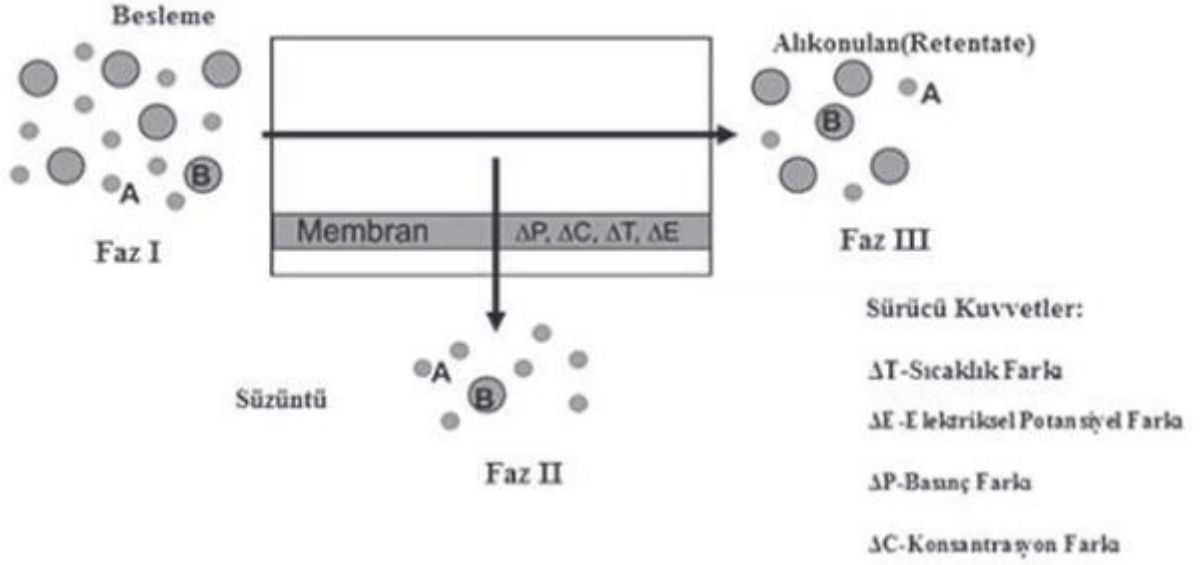 Besleme
A
B
Faz I
Membran
ΔP, ΔC, ΔT, ΔE
Alıkonulan(Retentate)
A
B
Faz III
Süzüntü
A
B
Faz II
Sürücü Kuvvetler:
ΔT-Sıcaklık Farkı
ΔE-Elektriksel Potansiyel Farkı
ΔP-Basınç Farkı
ΔC-Konsantrasyon Farkı